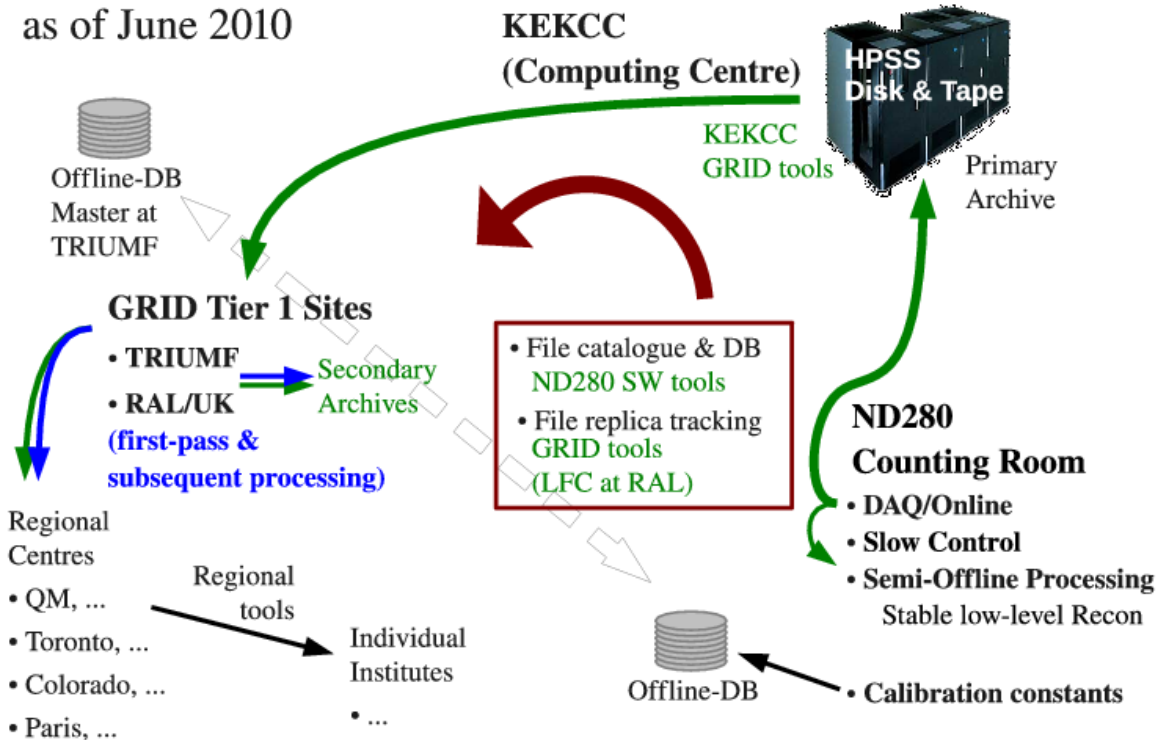 as of June 2010
KEKCC
(Computing Centre)
HPSS
Disk & Tape
KEKCC
GRID tools
Primary
Archive
Offline-DB
Master at
TRIUMF
GRID Tier 1 Sites
• TRIUMF
• RAL/UK
(first-pass &
subsequent processing)
Secondary
Archives
• File catalogue & DB
ND280 SW tools
• File replica tracking
GRID tools
(LFC at RAL)
ND280
Counting Room
• DAQ/Online
• Slow Control
• Semi-Offline Processing
Stable low-level Recon
• Calibration constants
Offline-DB
Regional
Centres
• QM, ...
• Toronto, ...
• Colorado, ...
• Paris, ...
Regional
tools
Individual
Institutes
• ...